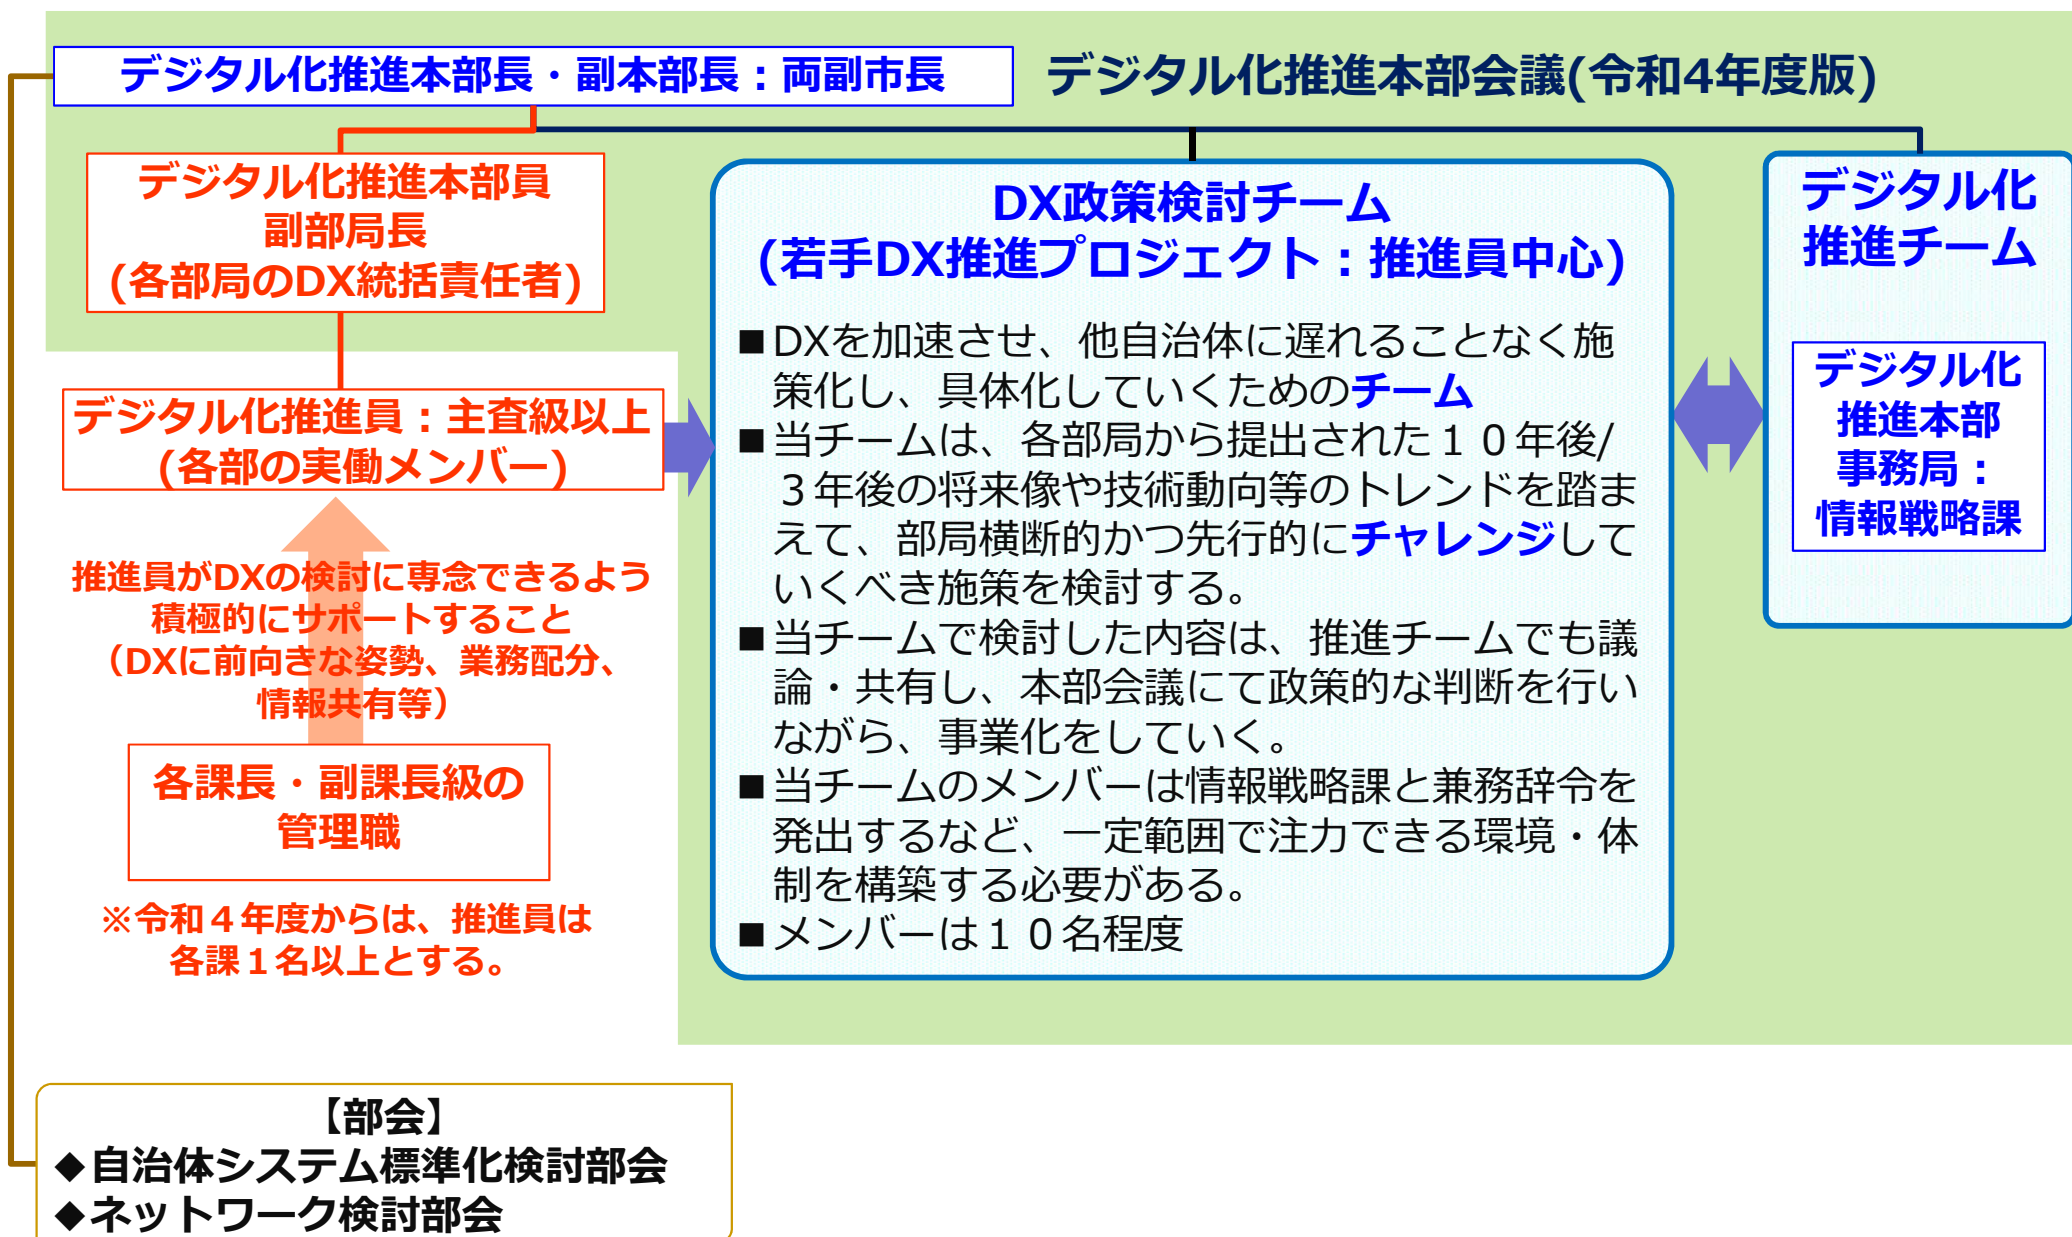 デジタル化推進本部長・副本部長：両副市長
デジタル化推進本部会議(令和4年度版)
デジタル化推進本部員
副部局長
(各部局のDX統括責任者)
デジタル化推進員：主査級以上
(各部の実働メンバー)
推進員がDXの検討に専念できるよう
積極的にサポートすること
（DXに前向きな姿勢、業務配分、
情報共有等）
各課長・副課長級の
管理職
※令和４年度からは、推進員は
各課１名以上とする。
DX政策検討チーム
(若手DX推進プロジェクト：推進員中心)
■DXを加速させ、他自治体に遅れることなく施
策化し、具体化していくためのチーム
■当チームは、各部局から提出された１０年後/
３年後の将来像や技術動向等のトレンドを踏ま
えて、部局横断的かつ先行的にチャレンジして
いくべき施策を検討する。
■当チームで検討した内容は、推進チームでも議
論・共有し、本部会議にて政策的な判断を行い
ながら、事業化をしていく。
■当チームのメンバーは情報戦略課と兼務辞令を
発出するなど、一定範囲で注力できる環境・体
制を構築する必要がある。
■メンバーは１０名程度
デジタル化
推進チーム
デジタル化
推進本部
事務局：
情報戦略課
【部会】
◆自治体システム標準化検討部会
◆ネットワーク検討部会